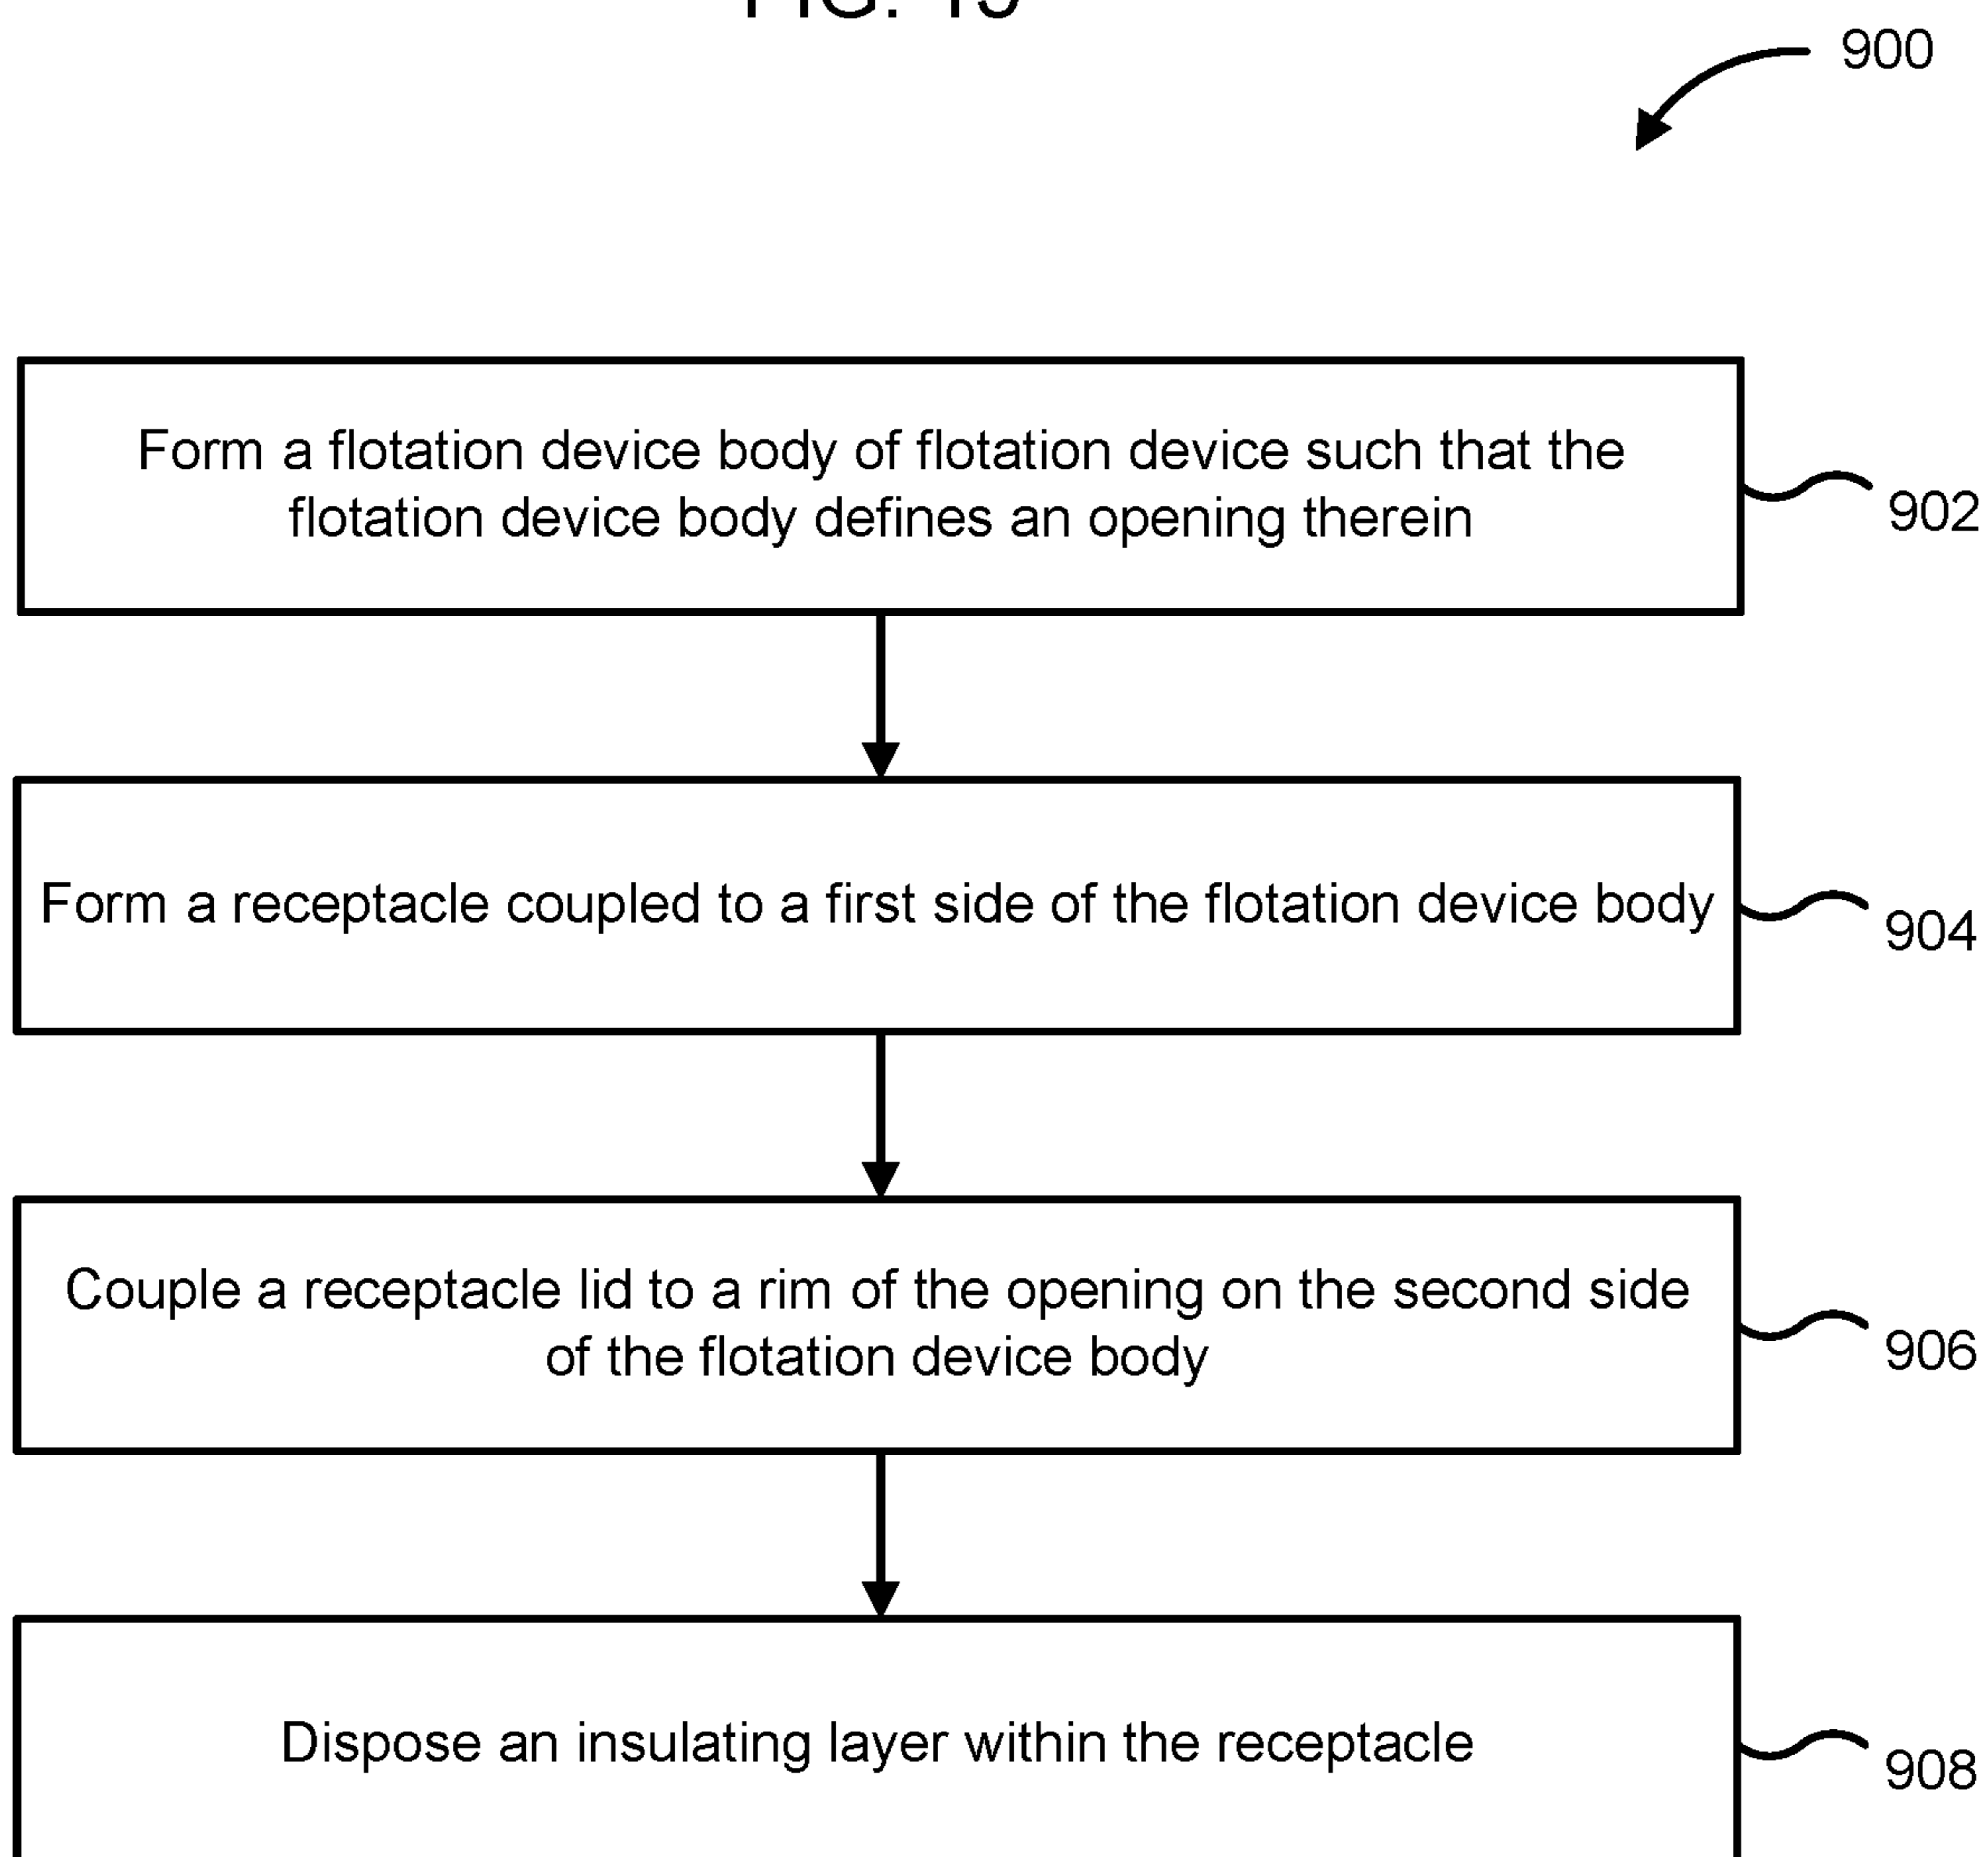 FIG.
900
Form a flotation device body of flotation device such that the
flotation device body defines an opening therein
902
Form a receptacle coupled to a first side of the flotation device body
904
Couple a receptacle lid to a rim of the opening on the second side
of the flotation device body
906
Dispose an insulating layer within the receptacle
908